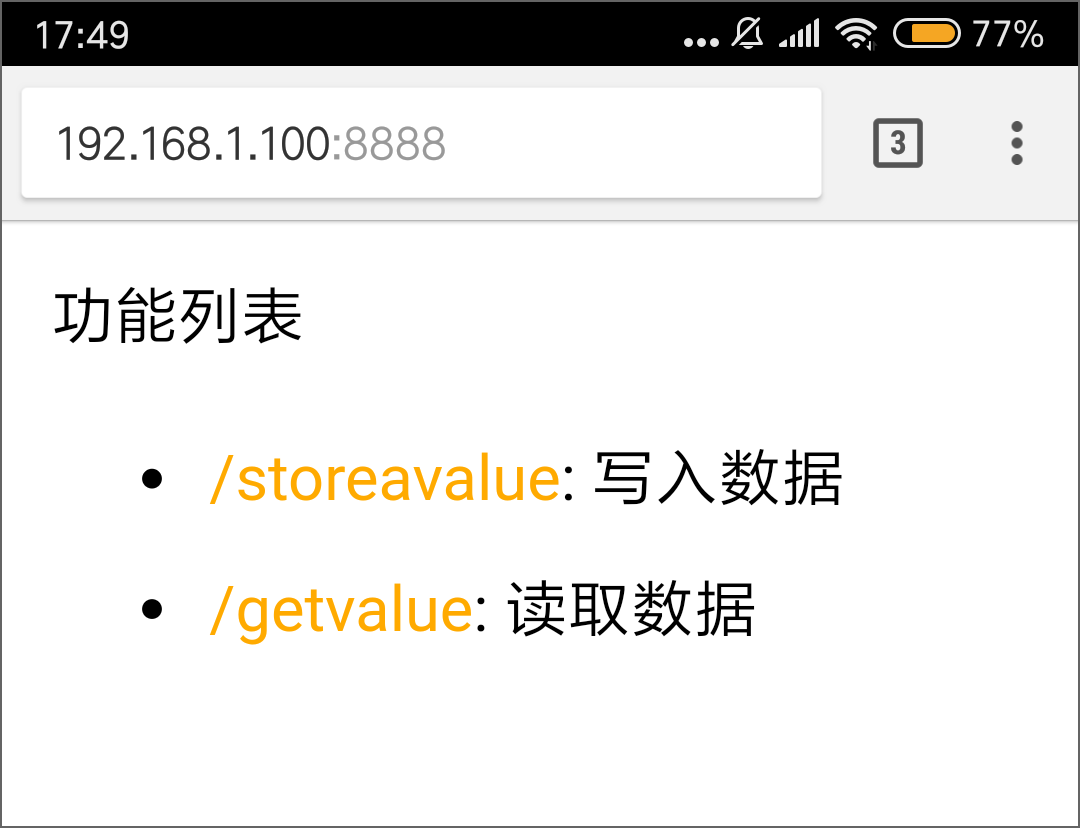 17:49 77%
192.168.1.100:8888 3
功能列表
/storeavalue: 写入数据
/getvalue: 读取数据